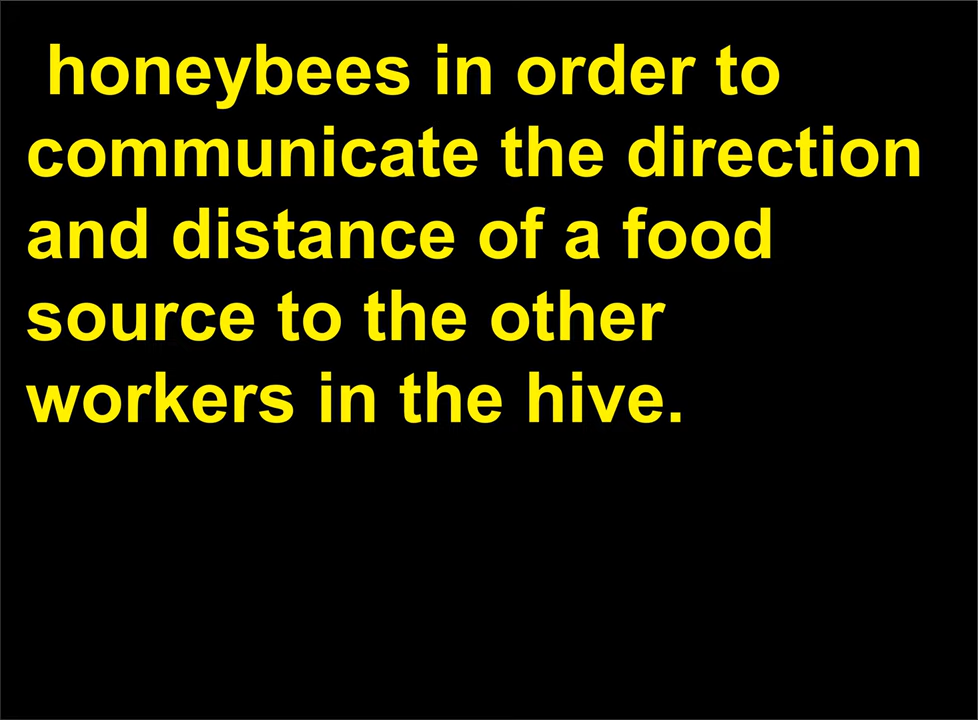 honeybees in order to
communicate the direction
and distance of a food
source to the other
workers in the hive.